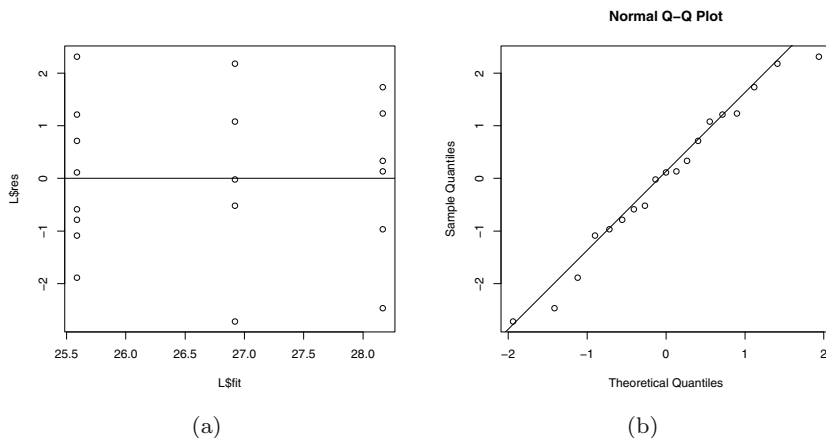 Normal Q−Q Plot
2
1
0
−1
−2
L$res
25.5 26.0 26.5 27.0 27.5 28.0
L$fit
(a)
2
1
0
−1
−2
Sample Quantiles
−2 −1 0 1 2
Theoretical Quantiles
(b)